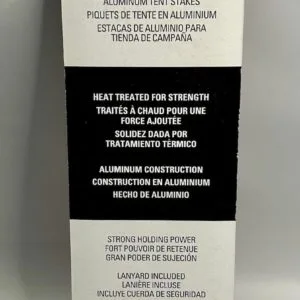 ALUMINUM TENT STAKES
PIQUETS DE TENTE EN ALUMINIUM
ESTACAS DE ALUMINIO PARA
TIENDA DE CAMPAÑA
HEAT TREATED FOR STRENGTH
TRAITÉS À CHAUD POUR UNE
FORCE AJOUTÉE
SOLIDEZ DADA POR
TRATAMIENTO TÉRMICO
ALUMINUM CONSTRUCTION
CONSTRUCTION EN ALUMINIUM
HECHO DE ALUMINIO
STRONG HOLDING POWER
FORT POUVOIR DE RETENUE
GRAN PODER DE SUJECIÓN
LANYARD INCLUDED
LANIÈRE INCLUSE
INCLUYE CUERDA DE SEGURIDAD